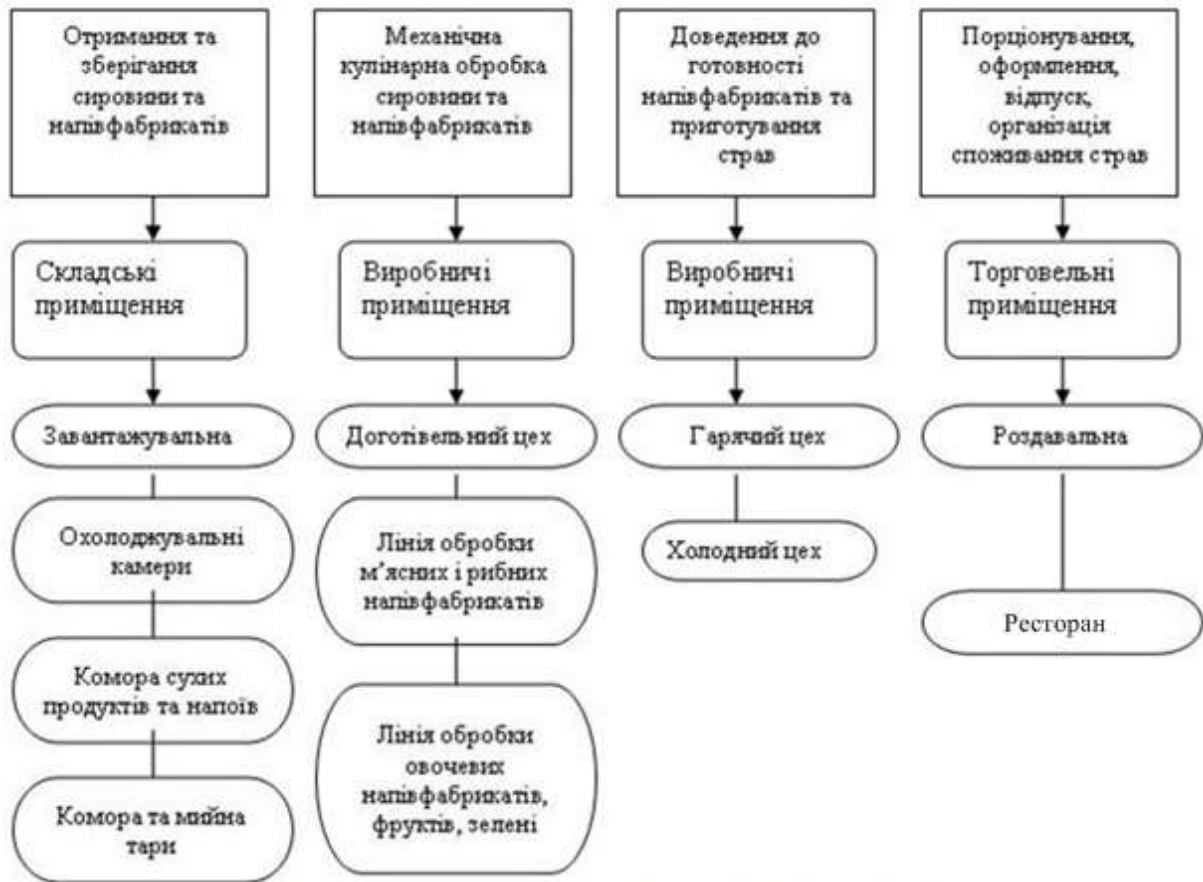 Отримання та
зберігання
сировини та
напівфабрикатів
Механічна
кулінарна обробка
сировини та
напівфабрикатів
Доведення до
готовності
напівфабрикатів та
приготування
страв
Порціонування,
оформлення,
відпуск,
організація
споживання страв
Складські
приміщення
Виробничі
приміщення
Виробничі
приміщення
Торговельні
приміщення
Завантажувальна
Доготівельний цех
Гарячий цех
Роздавальна
Охолоджувальні
камери
Лінія обробки
м’ясних і рибних
напівфабрикатів
Холодний цех
Ресторан
Комора сухих
продуктів та напоїв
Лінія обробки
овочевих
напівфабрикатів,
фруктів, зелені
Комора та мийна
тари